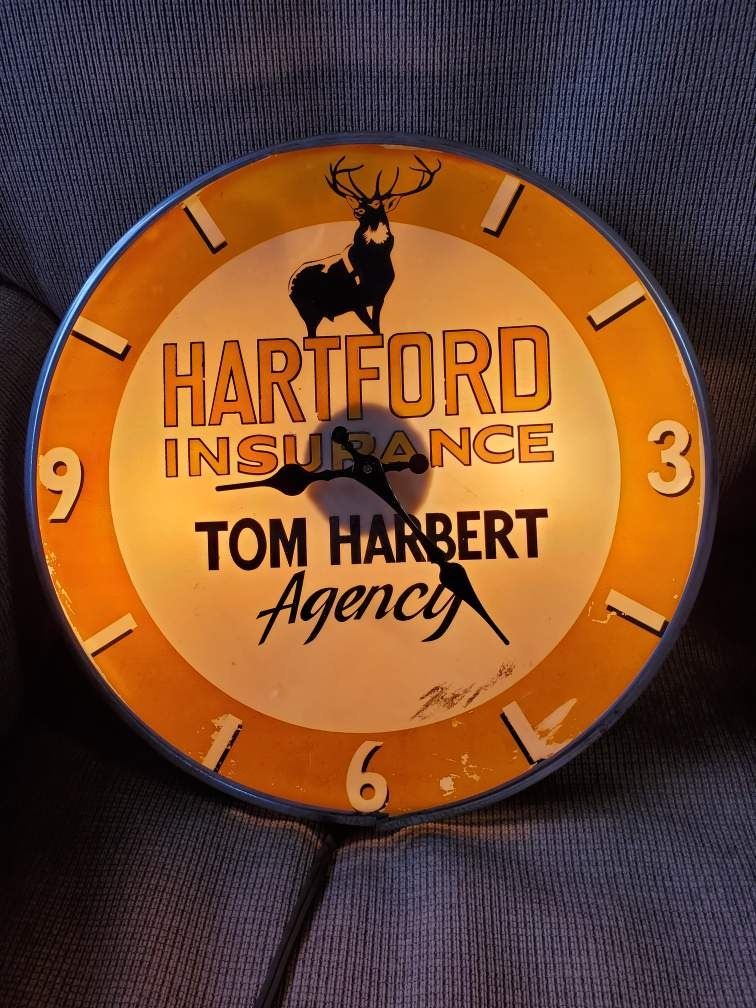 HARTFORD
INSURANCE
9
3
TOM HARBERT
Agency
6